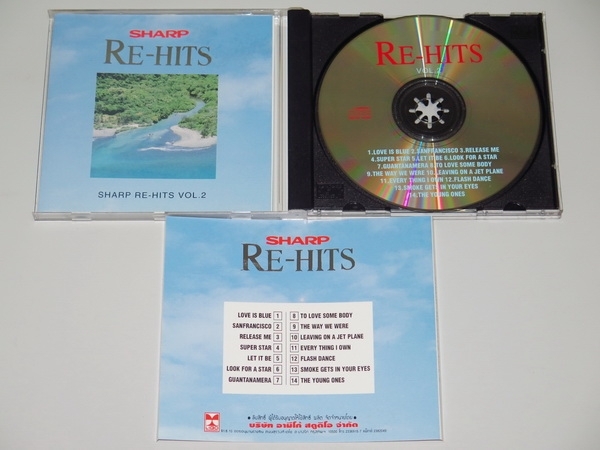 SHARP
RE-HITS
SHARP RE-HITS VOL.2
RE-HITS
VOL.2
1.LOVE IS BLUE 2.SANFRANCISCO 3.RELEASE ME
4.SUPER STAR 5.LET IT BE 6.LOOK FOR A STAR
7.GUANTANAMERA 8.TO LOVE SOME BODY
9.THE WAY WE WERE 10.LEAVING ON A JET PLANE
11.EVERY THING I OWN 12.FLASH DANCE
13.SMOKE GETS IN YOUR EYES
14.THE YOUNG ONES
SHARP
RE-HITS
LOVE IS BLUE 1
SANFRANCISCO 2
RELEASE ME 3
SUPER STAR 4
LET IT BE 5
LOOK FOR A STAR 6
GUANTANAMERA 7
8 TO LOVE SOME BODY
9 THE WAY WE WERE
10 LEAVING ON A JET PLANE
11 EVERY THING I OWN
12 FLASH DANCE
13 SMOKE GETS IN YOUR EYES
14 THE YOUNG ONES
บริษัท อามีโก้ สตูดิโอ จำกัด